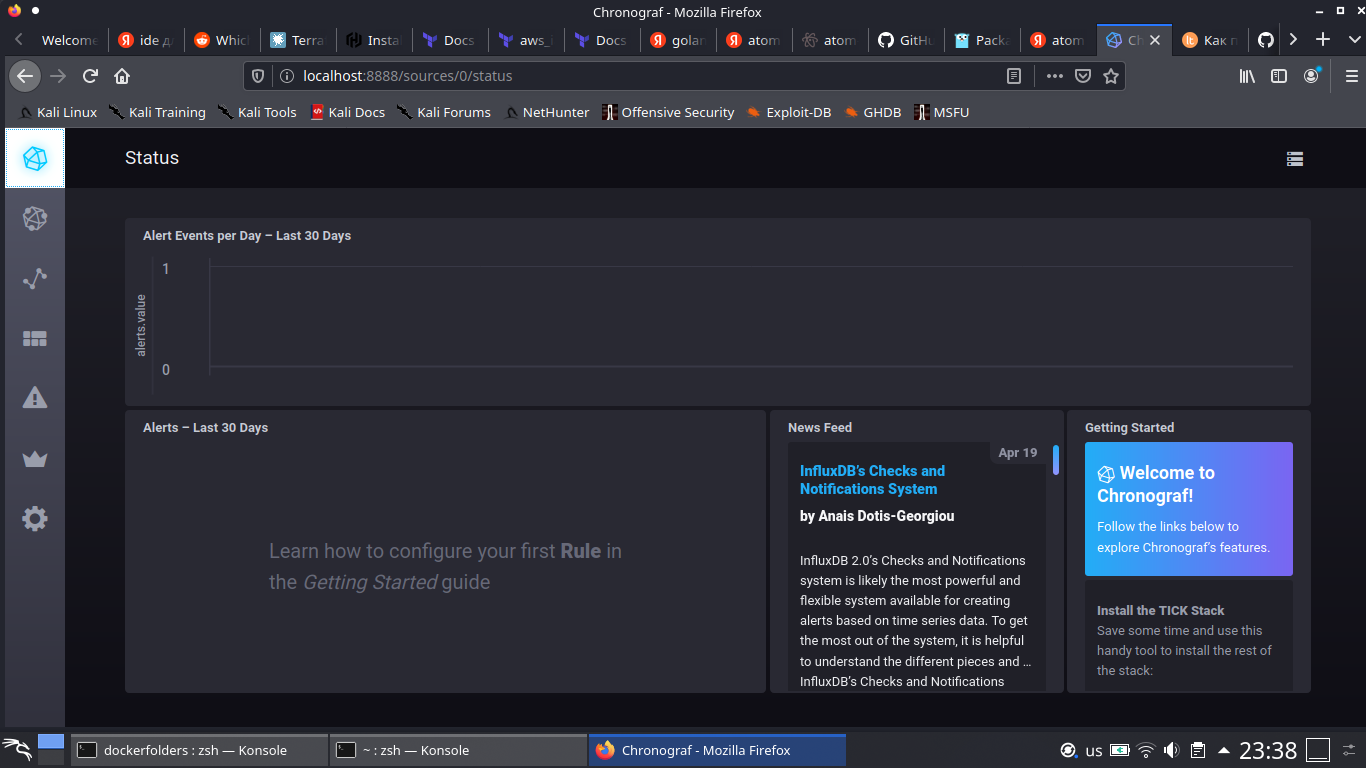 Chronograf - Mozilla Firefox
Welcome
ide д
Whic
Terra
Instal
Docs
aws_
Docs
golan
atom
atom
GitHu
Packa
atom
Ch
Как п
localhost:8888/sources/0/status
Kali Linux
Kali Training
Kali Tools
Kali Docs
Kali Forums
NetHunter
Offensive Security
Exploit-DB
GHDB
MSFU
Status
Alert Events per Day – Last 30 Days
1
alerts.value
0
Alerts – Last 30 Days
Learn how to configure your first Rule in
the Getting Started guide
News Feed
Apr 19
InfluxDB’s Checks and
Notifications System
by Anais Dotis-Georgiou
InfluxDB 2.0’s Checks and Notifications
system is likely the most powerful and
flexible system available for creating
alerts based on time series data. To get
the most out of the system, it is helpful
to understand the different pieces and ...
InfluxDB’s Checks and Notifications
Getting Started
Welcome to
Chronograf!
Follow the links below to
explore Chronograf’s features.
Install the TICK Stack
Save some time and use this
handy tool to install the rest of
the stack:
dockerfolders : zsh — Konsole
~ : zsh — Konsole
Chronograf - Mozilla Firefox
us
23:38